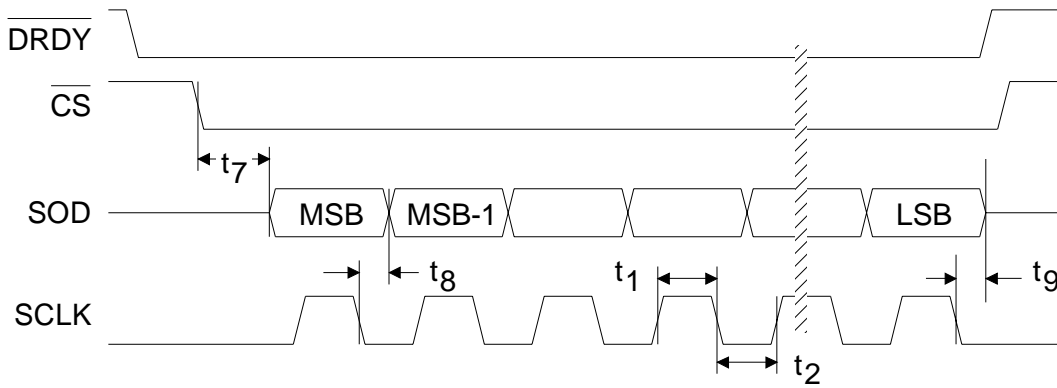 DRDY
CS
t7
SOD
MSB
MSB-1
LSB
t8
t1
t9
SCLK
t2